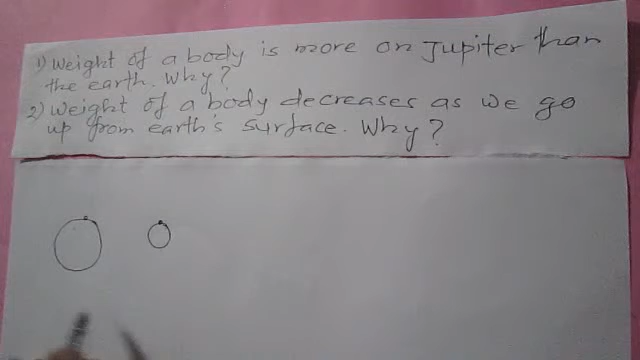 1) Weight of a body is more on Jupiter than
the earth. Why?
2) Weight of a body decreases as we go
up from earth's surface. Why?